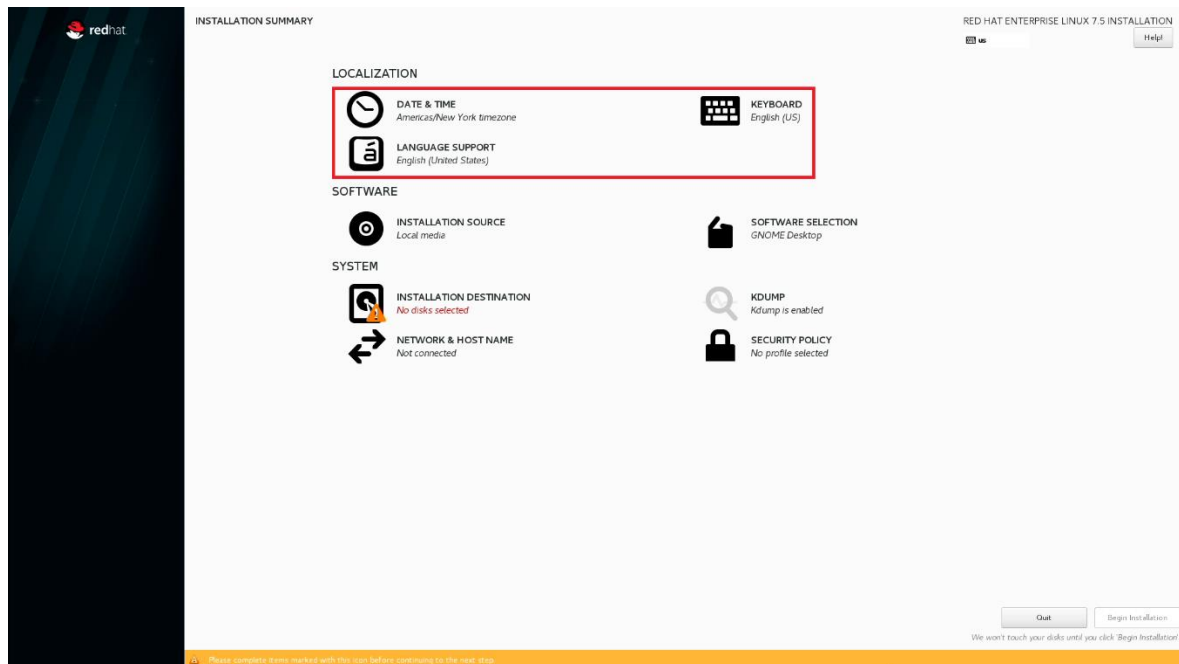 redhat
INSTALLATION SUMMARY
RED HAT ENTERPRISE LINUX 7.5 INSTALLATION
us
Help!
LOCALIZATION
DATE & TIME
Americas/New York timezone
KEYBOARD
English (US)
LANGUAGE SUPPORT
English (United States)
SOFTWARE
INSTALLATION SOURCE
Local media
SOFTWARE SELECTION
GNOME Desktop
SYSTEM
INSTALLATION DESTINATION
No disks selected
KDUMP
Kdump is enabled
NETWORK & HOST NAME
Not connected
SECURITY POLICY
No profile selected
Quit
Begin Installation
We won't touch your disks until you click 'Begin Installation'
Please complete items marked with this icon before continuing to the next step.